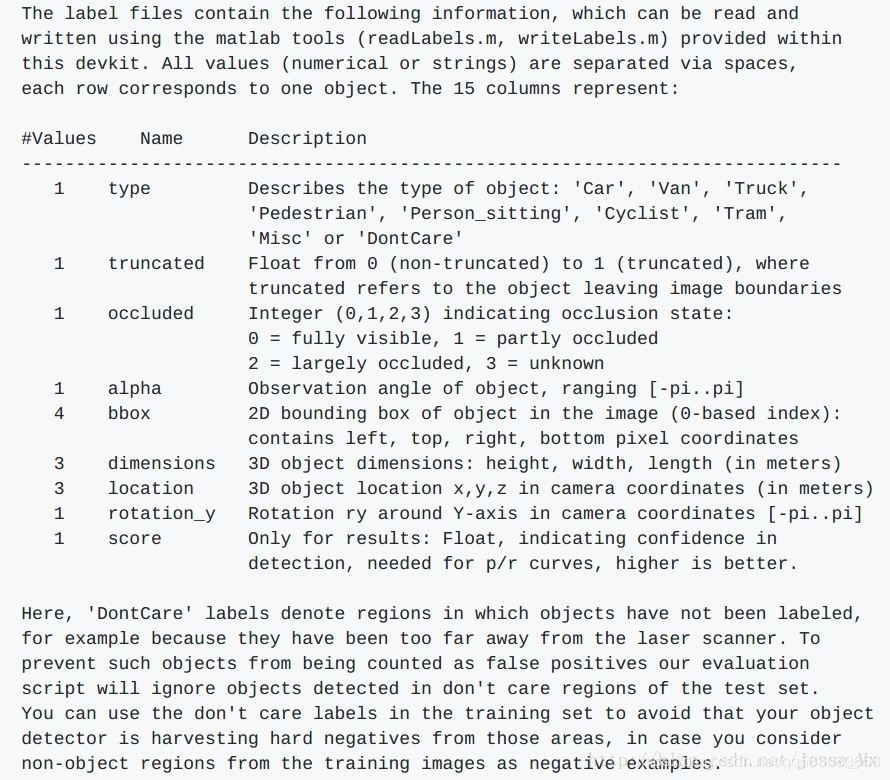 The label files contain the following information, which can be read and
written using the matlab tools (readLabels.m, writeLabels.m) provided within
this devkit. All values (numerical or strings) are separated via spaces,
each row corresponds to one object. The 15 columns represent:

#Values    Name      Description
----------------------------------------------------------------------------
   1    type         Describes the type of object: 'Car', 'Van', 'Truck',
                     'Pedestrian', 'Person_sitting', 'Cyclist', 'Tram',
                     'Misc' or 'DontCare'
   1    truncated    Float from 0 (non-truncated) to 1 (truncated), where
                     truncated refers to the object leaving image boundaries
   1    occluded     Integer (0,1,2,3) indicating occlusion state:
                     0 = fully visible, 1 = partly occluded
                     2 = largely occluded, 3 = unknown
   1    alpha        Observation angle of object, ranging [-pi..pi]
   4    bbox         2D bounding box of object in the image (0-based index):
                     contains left, top, right, bottom pixel coordinates
   3    dimensions   3D object dimensions: height, width, length (in meters)
   3    location     3D object location x,y,z in camera coordinates (in meters)
   1    rotation_y   Rotation ry around Y-axis in camera coordinates [-pi..pi]
   1    score        Only for results: Float, indicating confidence in
                     detection, needed for p/r curves, higher is better.

Here, 'DontCare' labels denote regions in which objects have not been labeled,
for example because they have been too far away from the laser scanner. To
prevent such objects from being counted as false positives our evaluation
script will ignore objects detected in don't care regions of the test set.
You can use the don't care labels in the training set to avoid that your object
detector is harvesting hard negatives from those areas, in case you consider
non-object regions from the training images as negative examples.